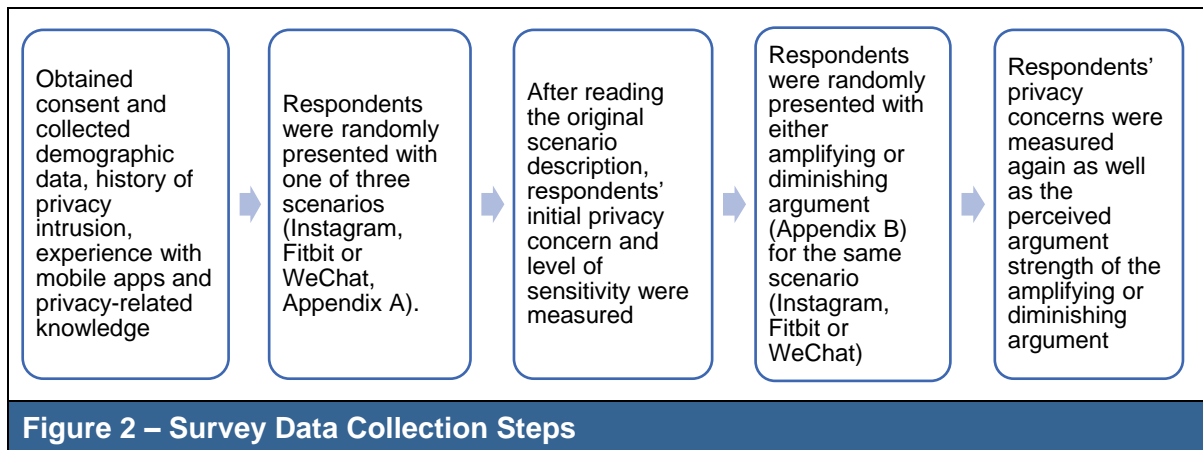 Obtained
consent and
collected
demographic
data, history of
privacy
intrusion,
experience with
mobile apps and
privacy-related
knowledge
Respondents
were randomly
presented with
one of three
scenarios
(Instagram,
Fitbit or
WeChat,
Appendix A).
After reading
the original
scenario
description,
respondents’
initial privacy
concern and
level of
sensitivity were
measured
Respondents
were randomly
presented with
either
amplifying or
diminishing
argument
(Appendix B)
for the same
scenario
(Instagram,
Fitbit or
WeChat)
Respondents’
privacy
concerns were
measured
again as well
as the
perceived
argument
strength of the
amplifying or
diminishing
argument
Figure 2 – Survey Data Collection Steps